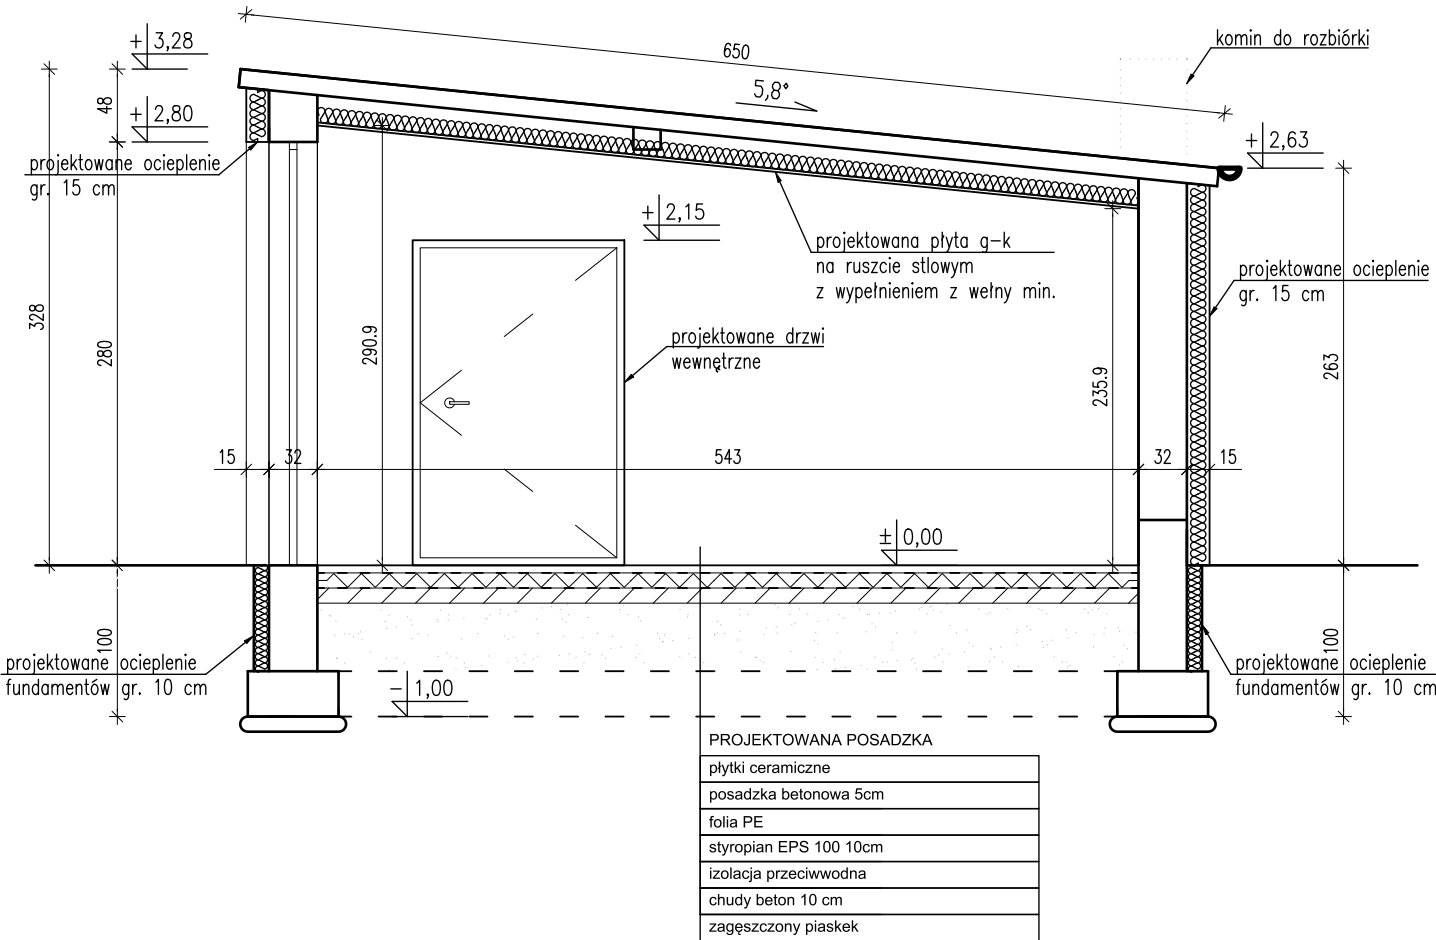 + 3,28
650
komin do rozbiórki
5,8°
48
+ 2,80
+ 2,63
projektowane ocieplenie
gr. 15 cm
+ 2,15
projektowana płyta g-k
na ruszcie stlowym
z wypełnieniem z wełny min.
projektowane ocieplenie
gr. 15 cm
328
280
290.9
projektowane drzwi
wewnętrzne
235.9
263
15
32
543
32
15
± 0,00
100
100
projektowane ocieplenie
fundamentów gr. 10 cm
- 1,00
projektowane ocieplenie
fundamentów gr. 10 cm
PROJEKTOWANA POSADZKA
płytki ceramiczne
posadzka betonowa 5cm
folia PE
styropian EPS 100 10cm
izolacja przeciwwodna
chudy beton 10 cm
zagęszczony piaskek